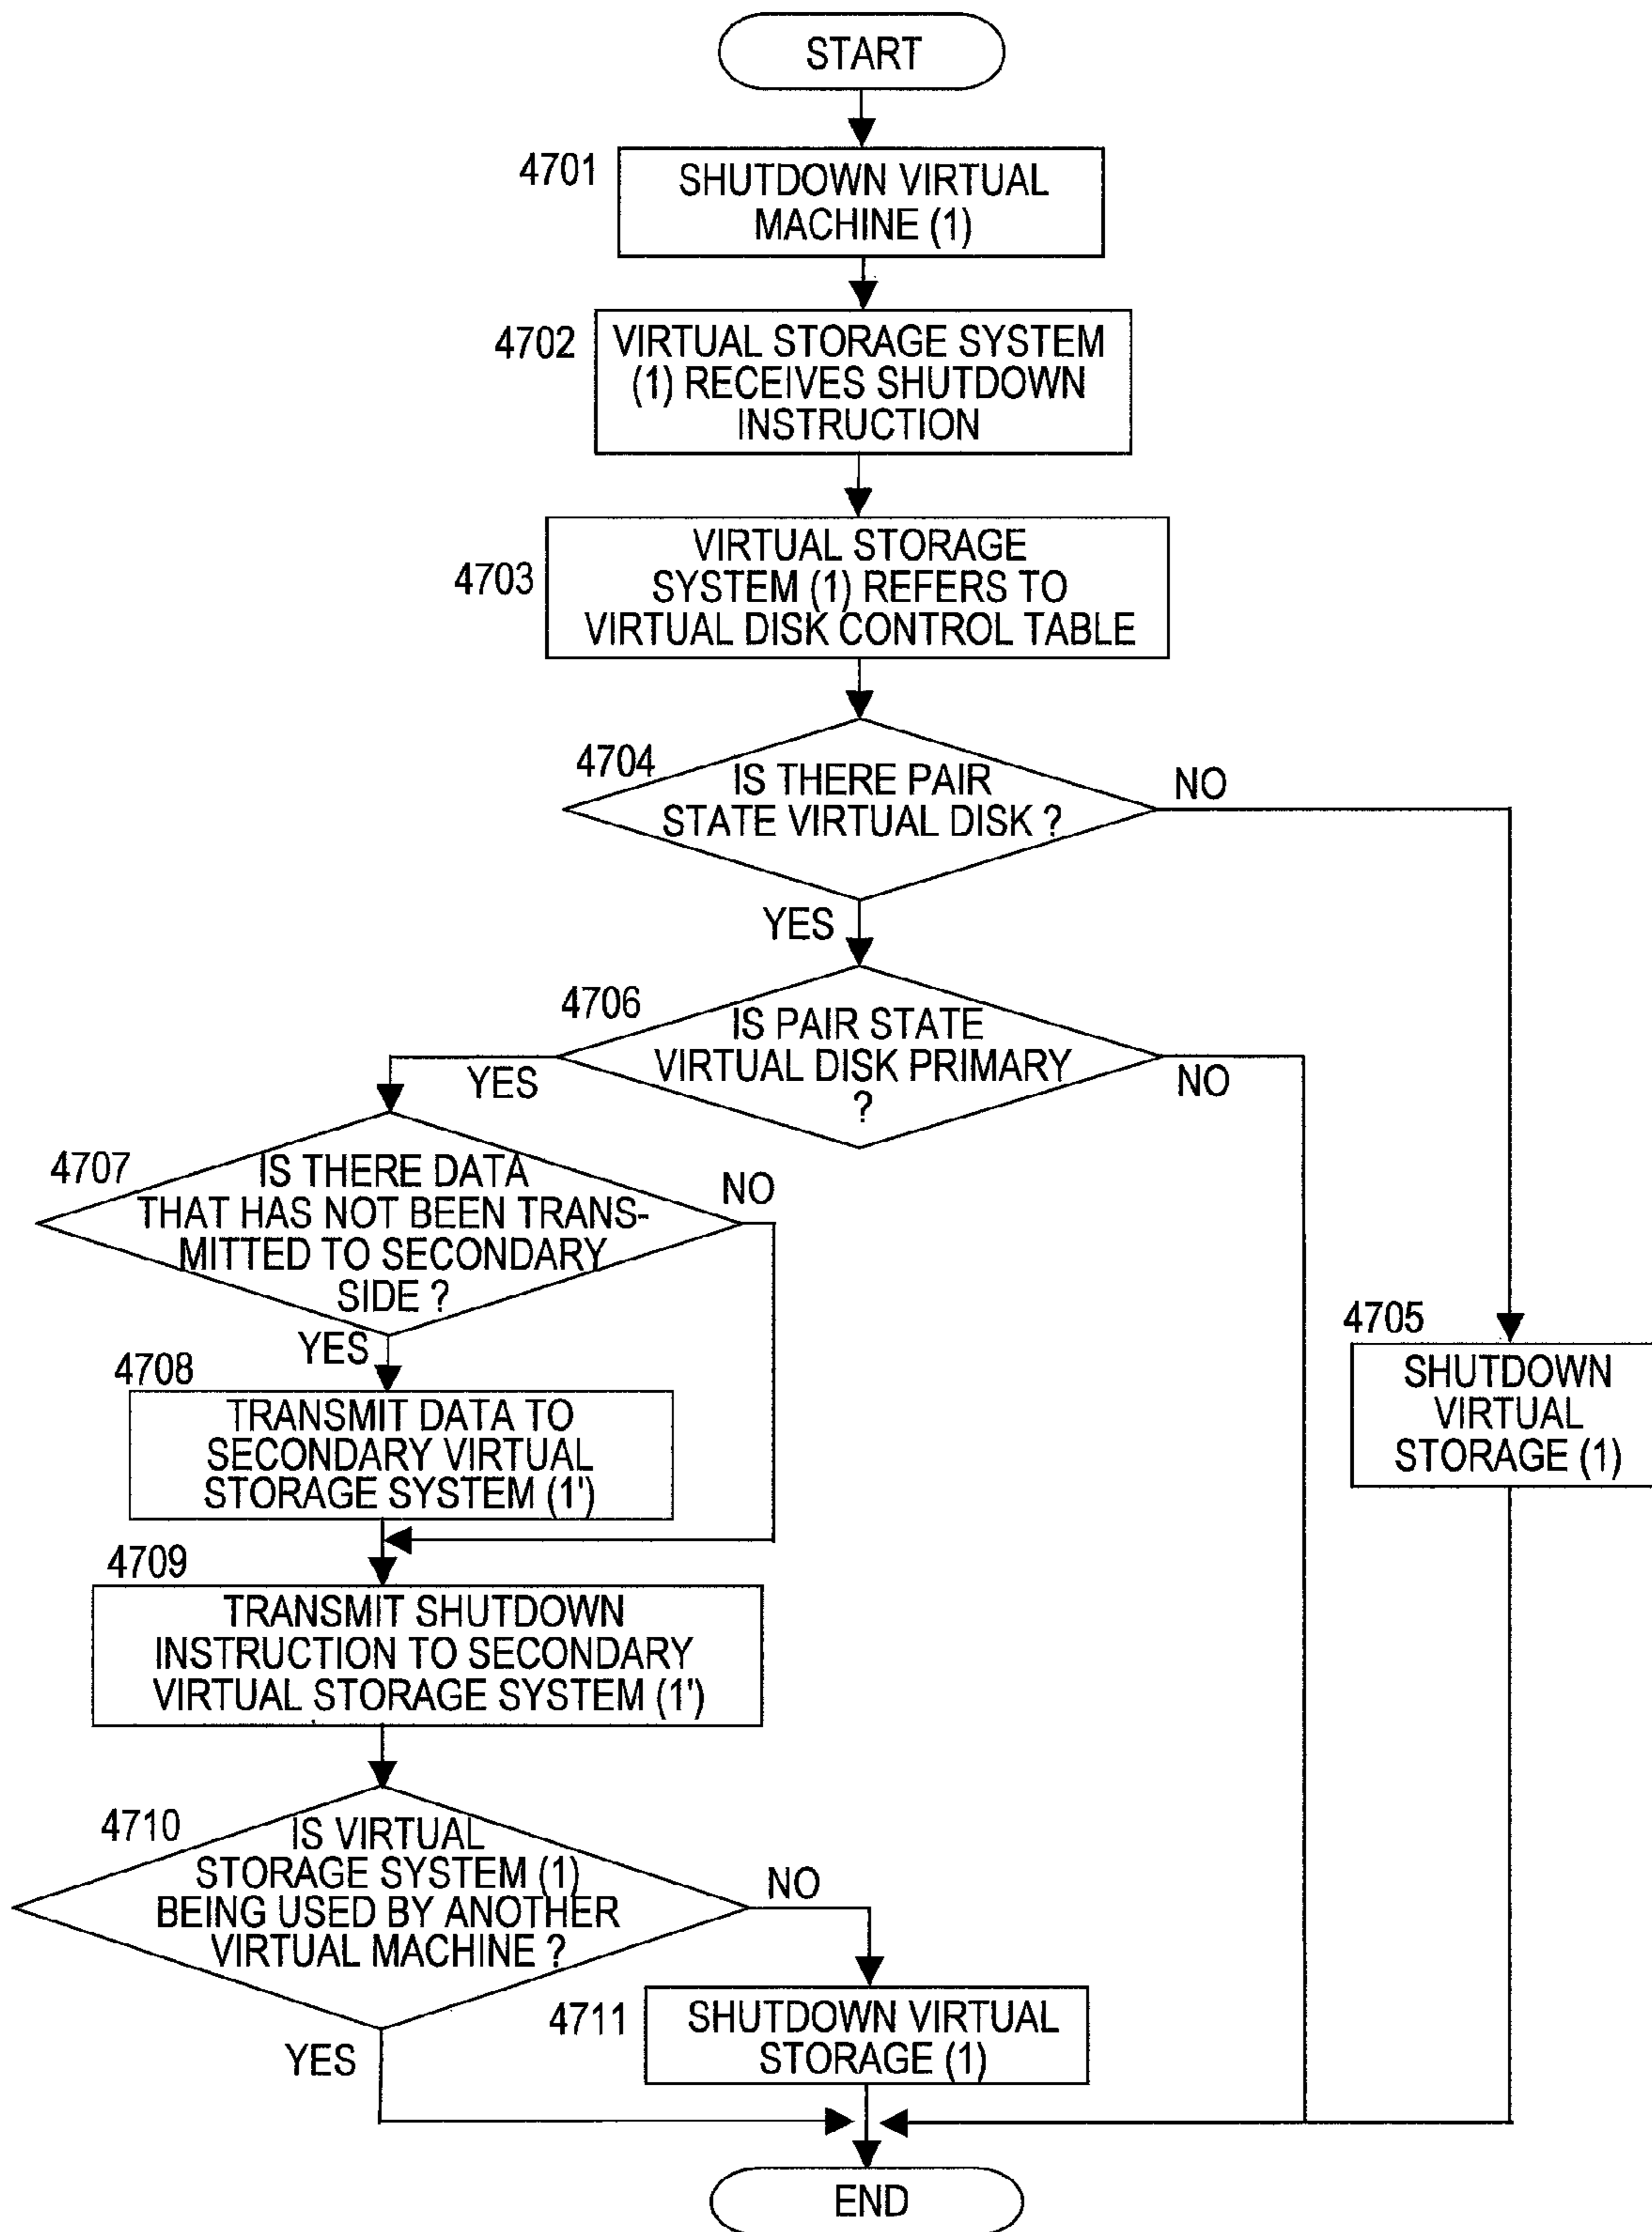 START
4701
SHUTDOWN VIRTUAL
MACHINE (1)
4702
VIRTUAL STORAGE SYSTEM
(1) RECEIVES SHUTDOWN
INSTRUCTION
4703
VIRTUAL STORAGE
SYSTEM (1) REFERS TO
VIRTUAL DISK CONTROL TABLE
4704
IS THERE PAIR
STATE VIRTUAL DISK ?
NO
YES
4706
IS PAIR STATE
VIRTUAL DISK PRIMARY
?
YES
NO
4707
IS THERE DATA
THAT HAS NOT BEEN TRANS-
MITTED TO SECONDARY
SIDE ?
NO
YES
4705
SHUTDOWN
VIRTUAL
STORAGE (1)
4708
TRANSMIT DATA TO
SECONDARY VIRTUAL
STORAGE SYSTEM (1')
4709
TRANSMIT SHUTDOWN
INSTRUCTION TO SECONDARY
VIRTUAL STORAGE SYSTEM (1')
4710
IS VIRTUAL
STORAGE SYSTEM (1)
BEING USED BY ANOTHER
VIRTUAL MACHINE ?
NO
YES
4711
SHUTDOWN VIRTUAL
STORAGE (1)
END